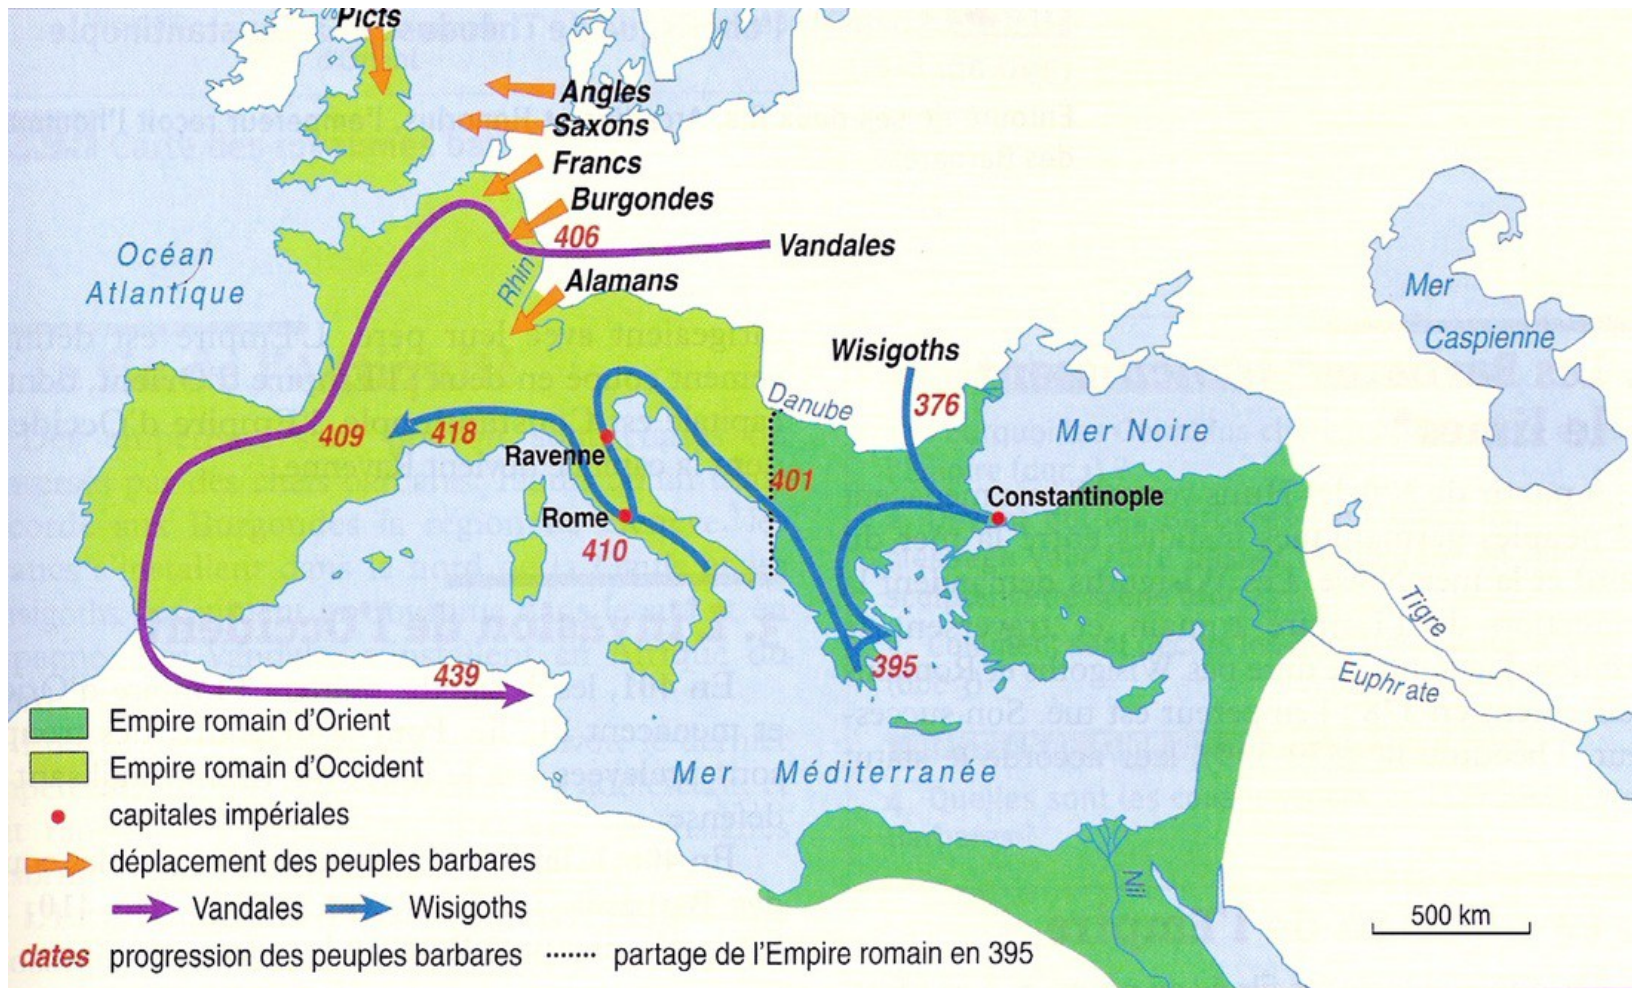 Picts
Angles
Saxons
Francs
Burgondes
406
Vandales
Océan
Atlantique
Rhin
Alamans
Mer
Caspienne
Wisigoths
Danube
376
Mer Noire
409
418
Ravenne
401
Constantinople
Rome
410
Tigre
395
Euphrate
439
Empire romain d'Orient
Empire romain d'Occident
Mer Méditerranée
capitales impériales
déplacement des peuples barbares
Nil
Vandales
Wisigoths
500 km
dates progression des peuples barbares
partage de l'Empire romain en 395